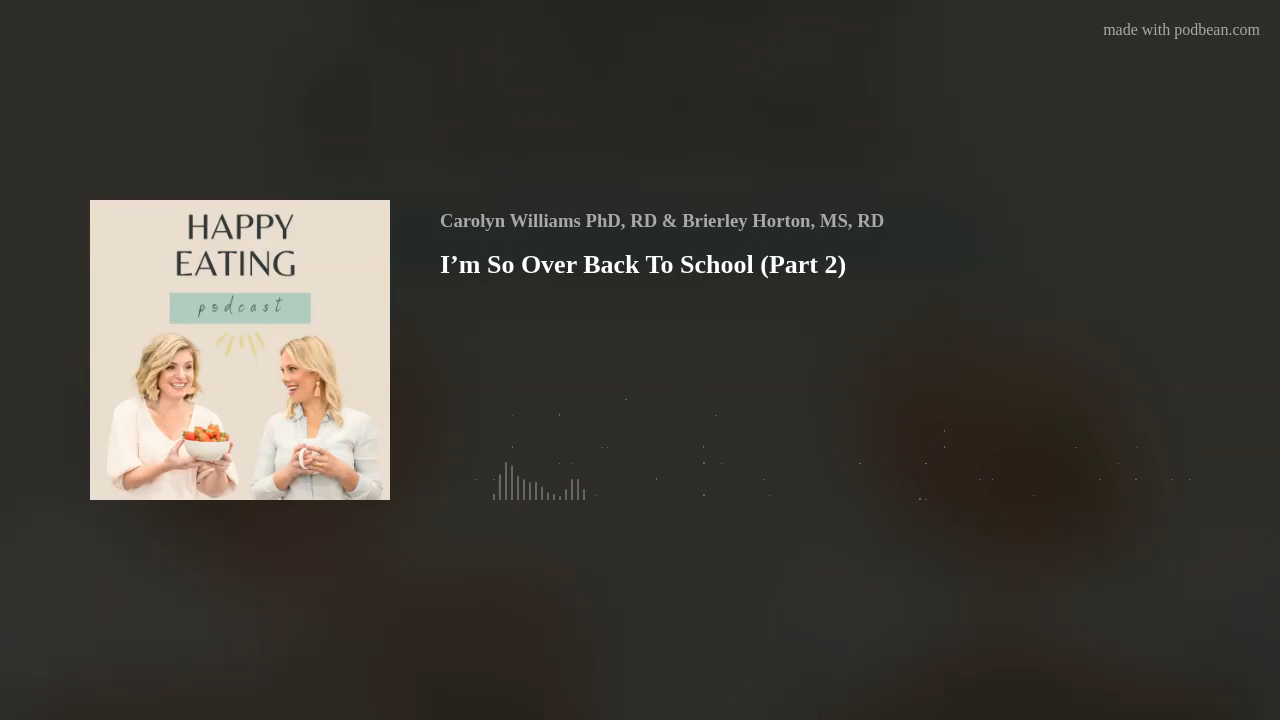 made with podbean.com
HAPPY
EATING
podcast
Carolyn Williams PhD, RD & Brierley Horton, MS, RD
I’m So Over Back To School (Part 2)